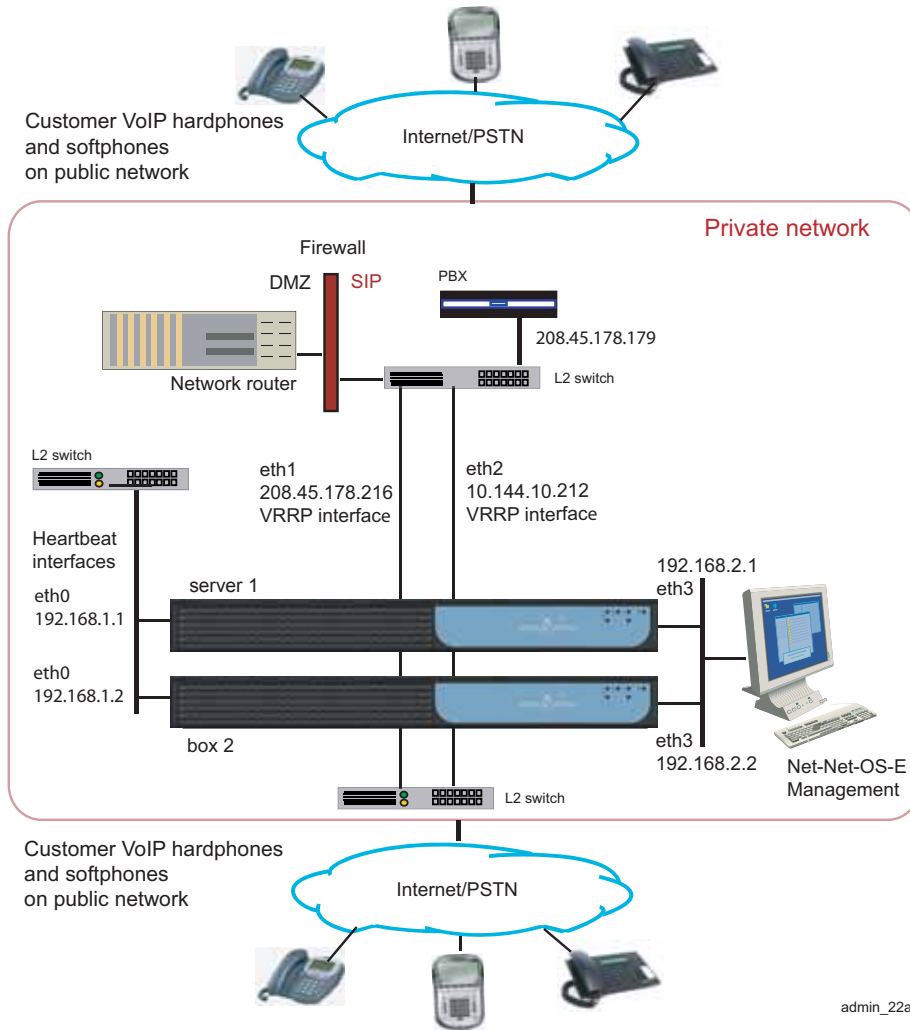 Customer VoIP hardphones
and softphones
on public network
Internet/PSTN
Private network
Firewall
DMZ
SIP
PBX
208.45.178.179
Network router
L2 switch
L2 switch
eth1
208.45.178.216
VRRP interface
eth2
10.144.10.212
VRRP interface
Heartbeat
interfaces
eth0
192.168.1.1
server 1
192.168.2.1
eth3
eth0
192.168.1.2
box 2
eth3
192.168.2.2
Net-Net-OS-E
Management
L2 switch
Customer VoIP hardphones
and softphones
on public network
Internet/PSTN
admin_22a